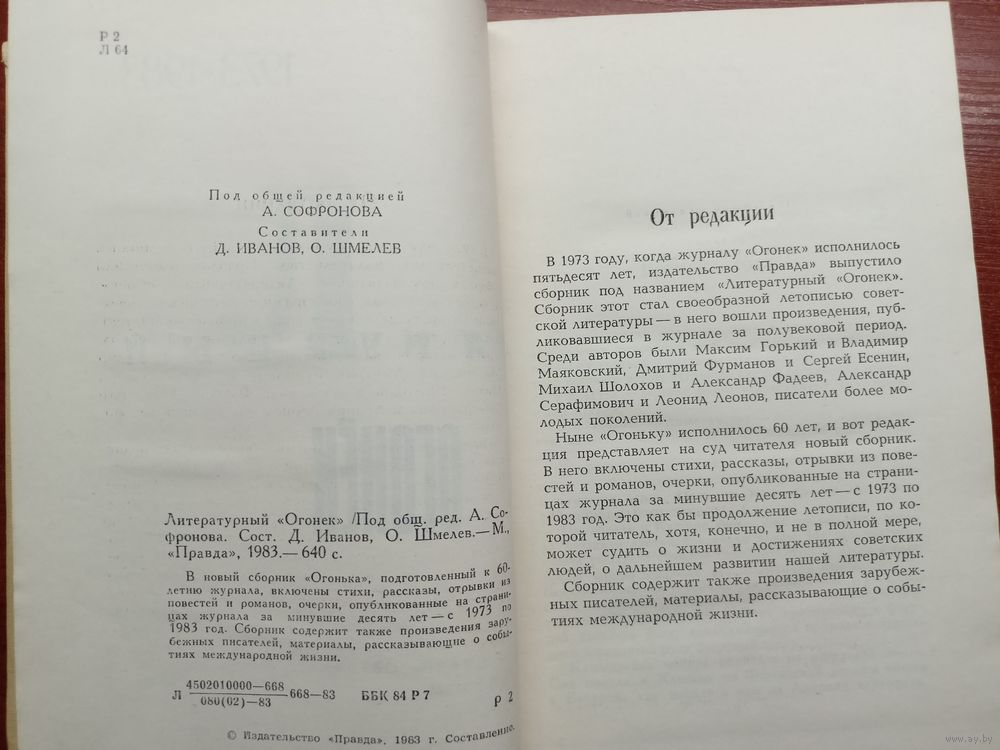 Р 2
Л 64
Под общей редакцией
А. СОФРОНОВА
Составители
Д. ИВАНОВ, О. ШМЕЛЕВ
Литературный «Огонек» /Под общ. ред. А. Со-
фронова. Сост. Д. Иванов, О. Шмелев.— М.,
«Правда», 1983.— 640 с.
В новый сборник «Огонька», подготовленный к 60-
летию журнала, включены стихи, рассказы, отрывки из
повестей и романов, очерки, опубликованные на страни-
цах журнала за минувшие десять лет — с 1973 по
1983 год. Сборник содержит также произведения зару-
бежных писателей, материалы, рассказывающие о собы-
тиях международной жизни.
Л 4502010000—668
080(02)—83 668—83 ББК 84 Р 7
Р 2
© Издательство «Правда», 1983 г. Составление.
От редакции
В 1973 году, когда журналу «Огонек» исполнилось
пятьдесят лет, издательство «Правда» выпустило
сборник под названием «Литературный «Огонек».
Сборник этот стал своеобразной летописью совет-
ской литературы — в него вошли произведения, пуб-
ликовавшиеся в журнале за полувековой период.
Среди авторов были Максим Горький и Владимир
Маяковский, Дмитрий Фурманов и Сергей Есенин,
Михаил Шолохов и Александр Фадеев, Александр
Серафимович и Леонид Леонов, писатели более мо-
лодых поколений.
Ныне «Огоньку» исполнилось 60 лет, и вот редак-
ция представляет на суд читателя новый сборник.
В него включены стихи, рассказы, отрывки из пове-
стей и романов, очерки, опубликованные на страни-
цах журнала за минувшие десять лет — с 1973 по
1983 год. Это как бы продолжение летописи, по ко-
торой читатель, хотя, конечно, и не в полной мере,
может судить о жизни и достижениях советских
людей, о дальнейшем развитии нашей литературы.
Сборник содержит также произведения зарубеж-
ных писателей, материалы, рассказывающие о собы-
тиях международной жизни.
www.ay.by